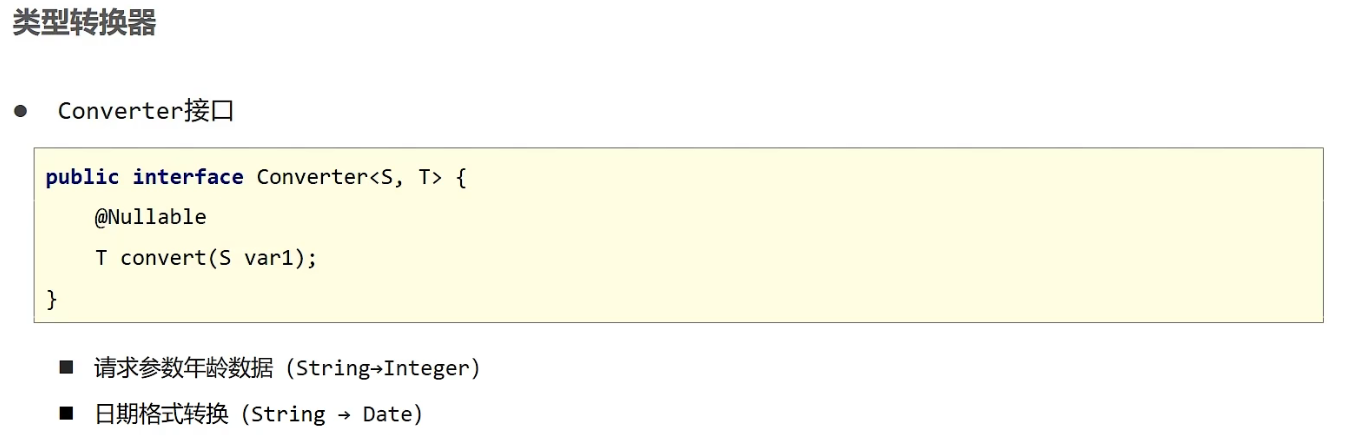 类型转换器
● Converter接口
public interface Converter<S, T> {
@Nullable
T convert(S var1);
}
■ 请求参数年龄数据（String→Integer）
■ 日期格式转换（String → Date）